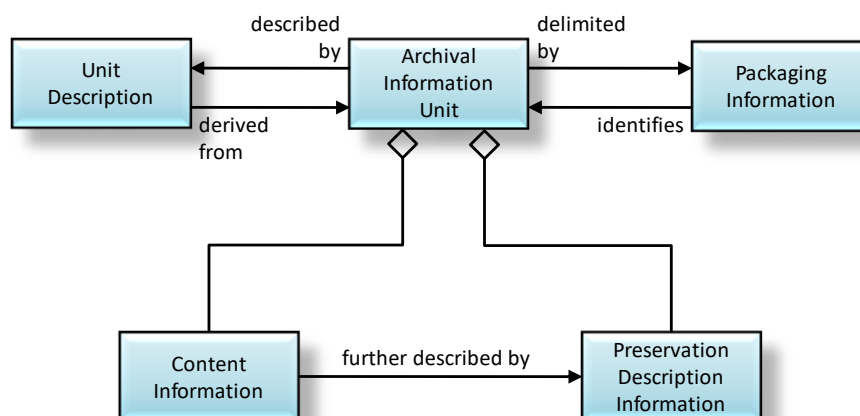 described
by
delimited
by
Unit
Description
Archival
Information
Unit
Packaging
Information
derived
from
identifies
Content
Information
further described by
Preservation
Description
Information